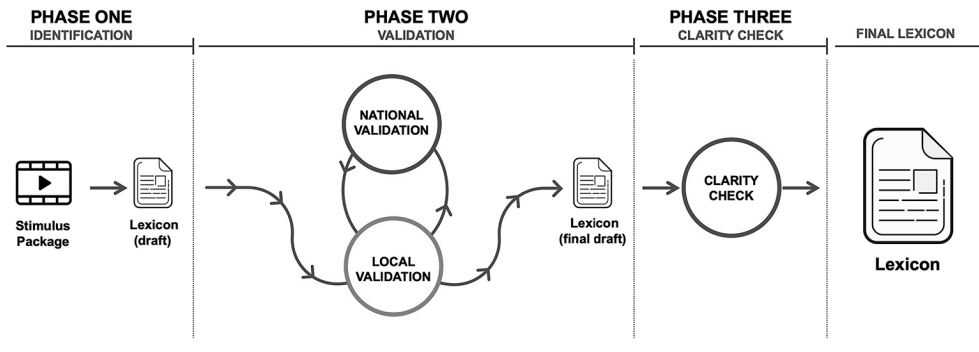 PHASE ONE
IDENTIFICATION
PHASE TWO
VALIDATION
PHASE THREE
CLARITY CHECK
FINAL LEXICON
Stimulus
Package
Lexicon
(draft)
NATIONAL
VALIDATION
LOCAL
VALIDATION
Lexicon
(final draft)
CLARITY
CHECK
Lexicon